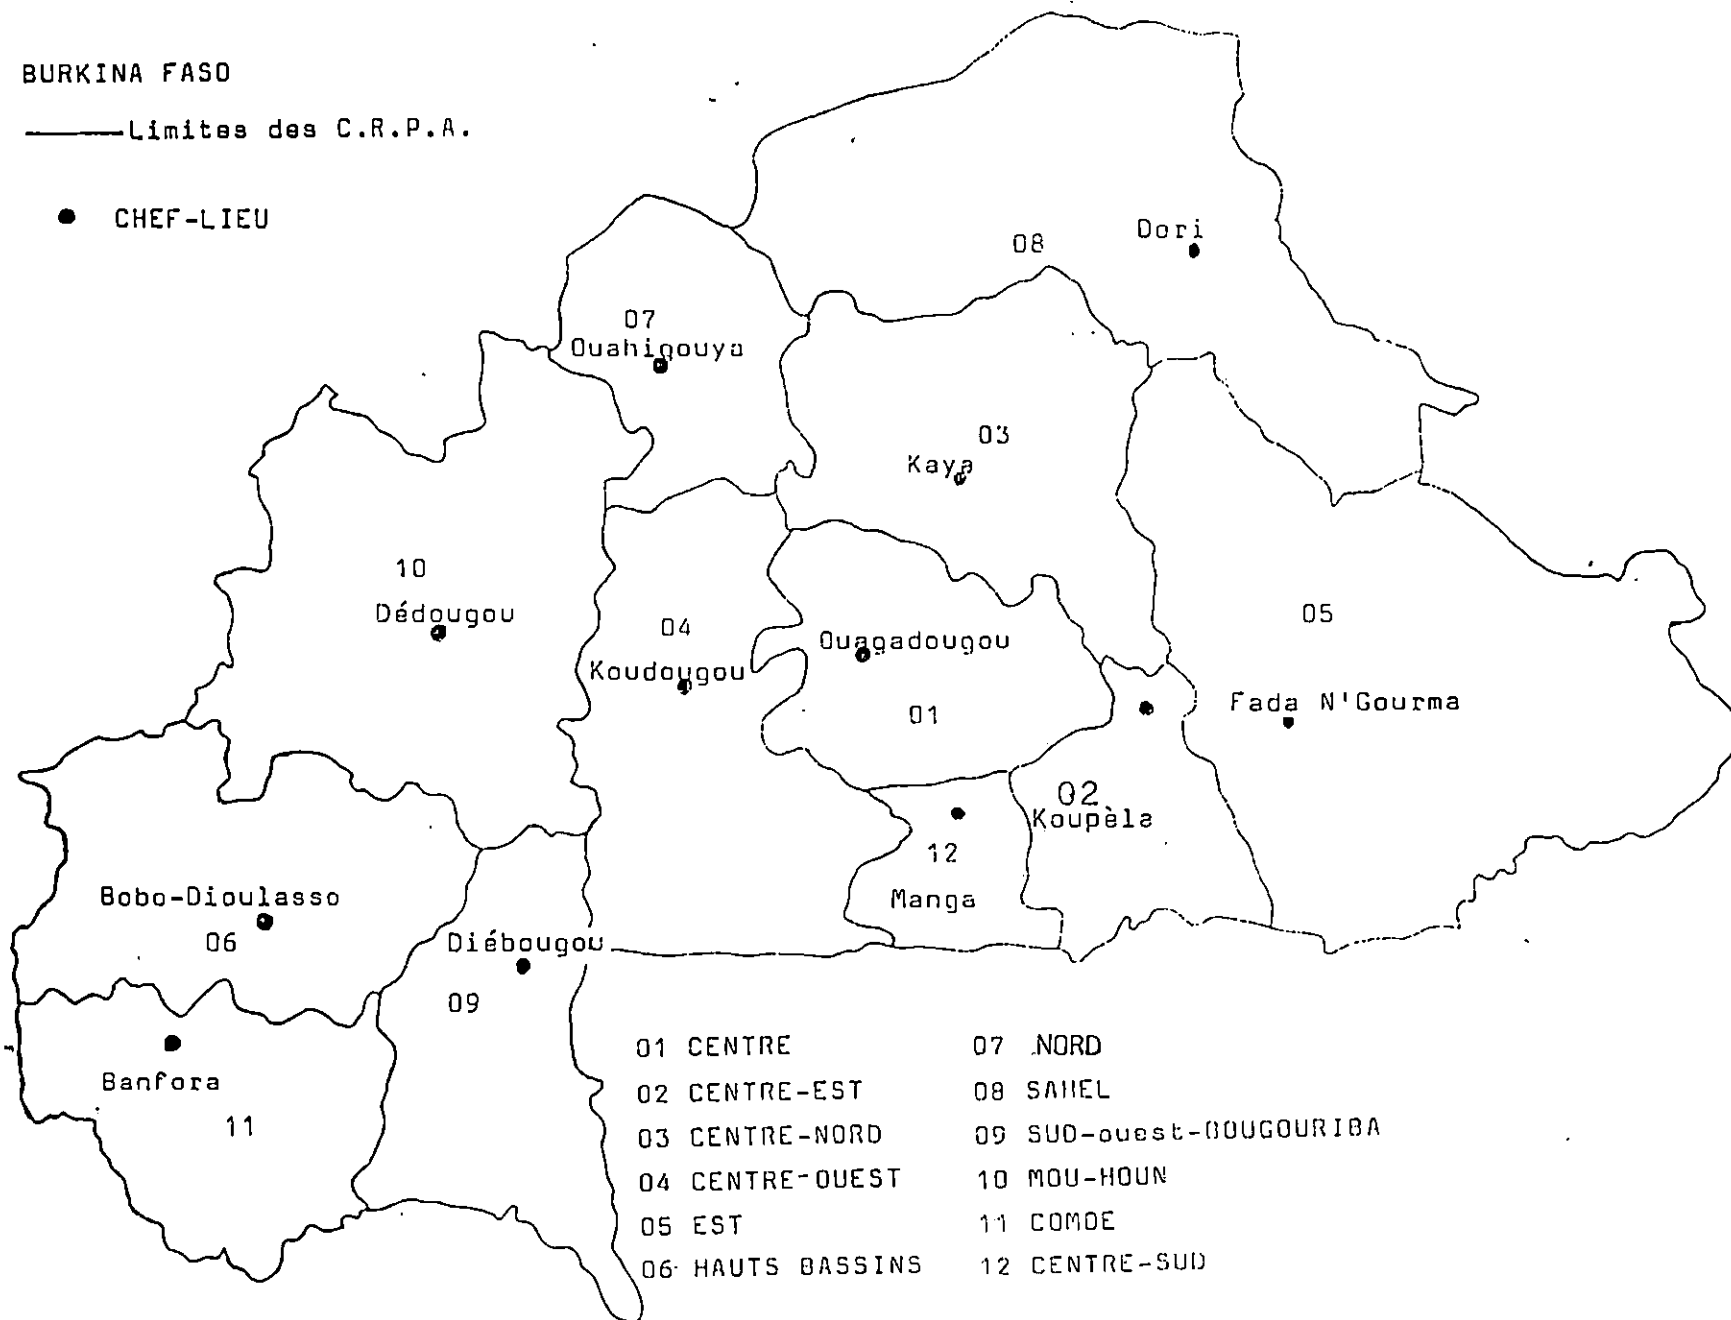 BURKINA FASO
Limites des C.R.P.A.
CHEF-LIEU
Dori
08
07
Ouahigouya
03
Kaya
10
Dédougou
04
Koudougou
Ouagadougou
01
05
Fada N'Gourma
02
Koupèla
12
Manga
Bobo-Dioulasso
06
Diébougou
09
Banfora
11
01 CENTRE
02 CENTRE-EST
03 CENTRE-NORD
04 CENTRE-OUEST
05 EST
06 HAUTS BASSINS
07 NORD
08 SAHEL
09 SUD-ouest-BOUGOURIBA
10 MOU-HOUN
11 COMOE
12 CENTRE-SUD